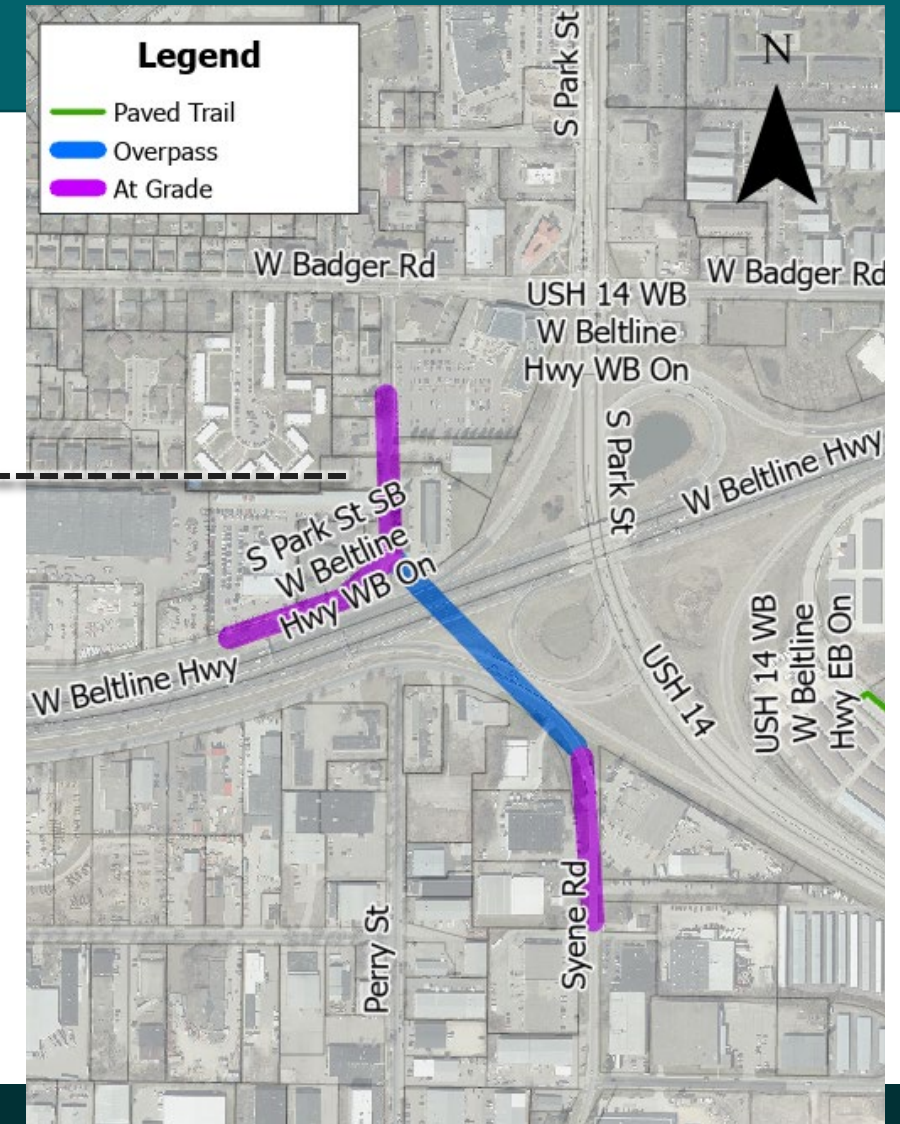 Legend
Paved Trail
Overpass
At Grade
S Park St
N
W Badger Rd
W Badger Rd
USH 14 WB
W Beltline
Hwy WB On
S Park St
W Beltline Hwy
S Park St SB
W Beltline
Hwy WB On
W Beltline Hwy
USH 14
USH 14 WB
W Beltline
Hwy EB On
Perry St
Syene Rd